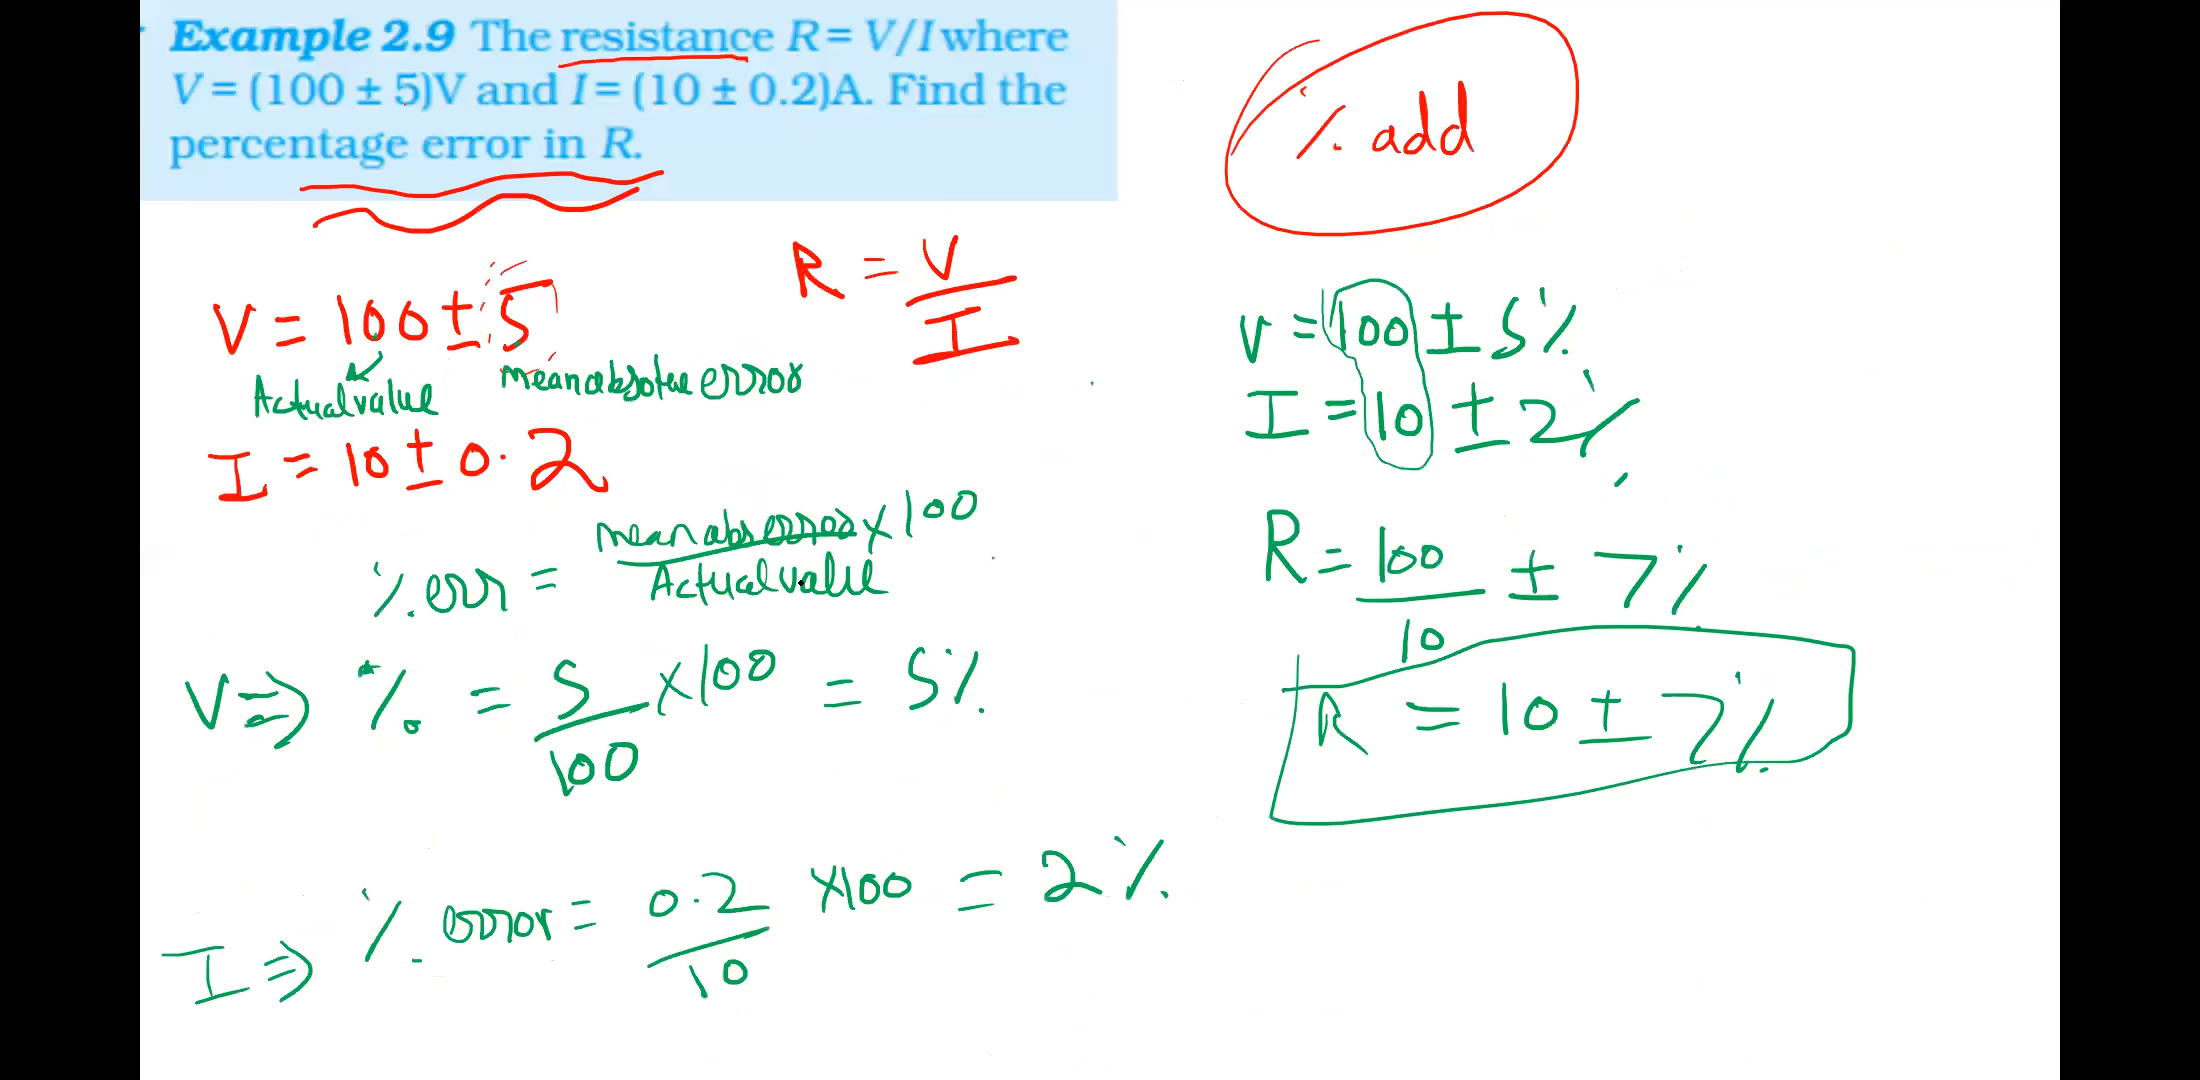 Example 2.9 The resistance R = V/I where
V = (100 ± 5)V and I = (10 ± 0.2)A. Find the
percentage error in R.
V = 100 ± 5
Actual value
mean absolute error
I = 10 ± 0.2
R = V/I
% err = mean abs error/Actual value × 100
V ⇒ % = 5/100 × 100 = 5%
I ⇒ % error = 0.2/10 × 100 = 2%
% add
V = 100 ± 5%
I = 10 ± 2%
R = 100/10 ± 7%
R = 10 ± 7%